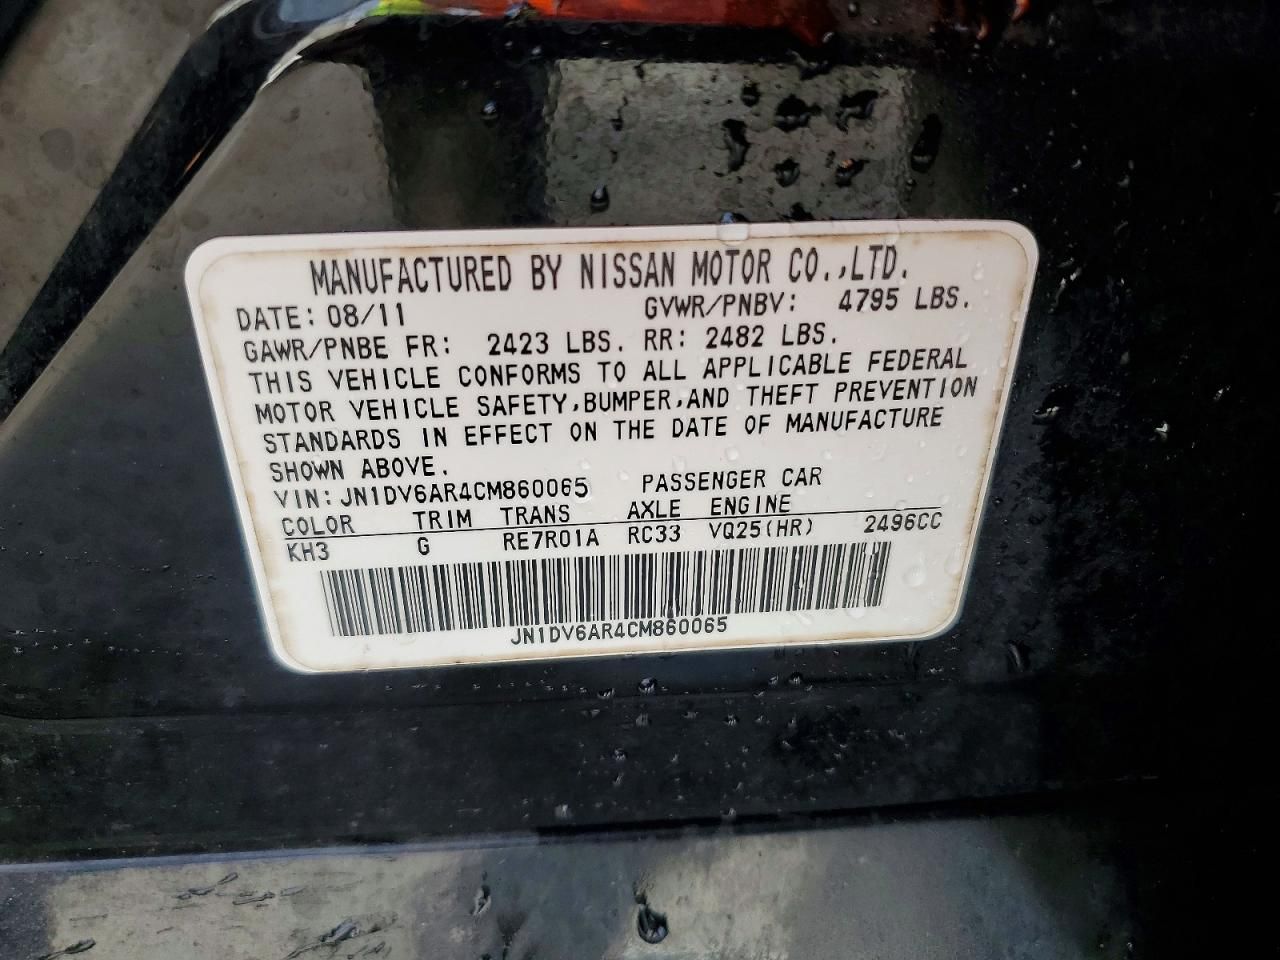 MANUFACTURED BY NISSAN MOTOR CO.,LTD.
DATE: 08/11 GVWR/PNBV: 4795 LBS.
GAWR/PNBE FR: 2423 LBS. RR: 2482 LBS.
THIS VEHICLE CONFORMS TO ALL APPLICABLE FEDERAL
MOTOR VEHICLE SAFETY,BUMPER,AND THEFT PREVENTION
STANDARDS IN EFFECT ON THE DATE OF MANUFACTURE
SHOWN ABOVE.
VIN:JN1DV6AR4CM860065 PASSENGER CAR
COLOR TRIM TRANS AXLE ENGINE
KH3 G RE7R01A RC33 VQ25(HR) 2496CC
JN1DV6AR4CM860065